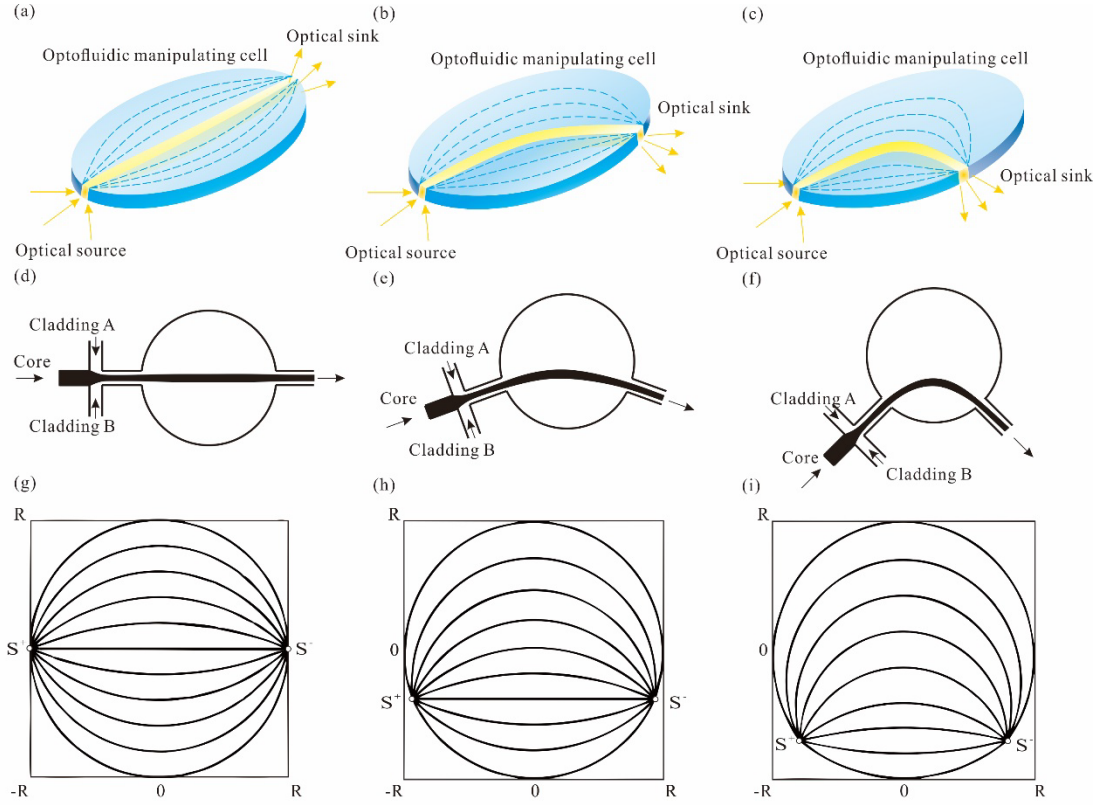 (a)
Optical sink
Optofluidic manipulating cell
Optical source
(b)
Optofluidic manipulating cell
Optical sink
Optical source
(c)
Optofluidic manipulating cell
Optical sink
Optical source
(d)
Cladding A
Core
Cladding B
(e)
Cladding A
Core
Cladding B
(f)
Cladding A
Core
Cladding B
(g)
R
S+
S-
-R
0
R
(h)
R
0
S+
S-
-R
0
R
(i)
R
0
S+
S-
-R
0
R